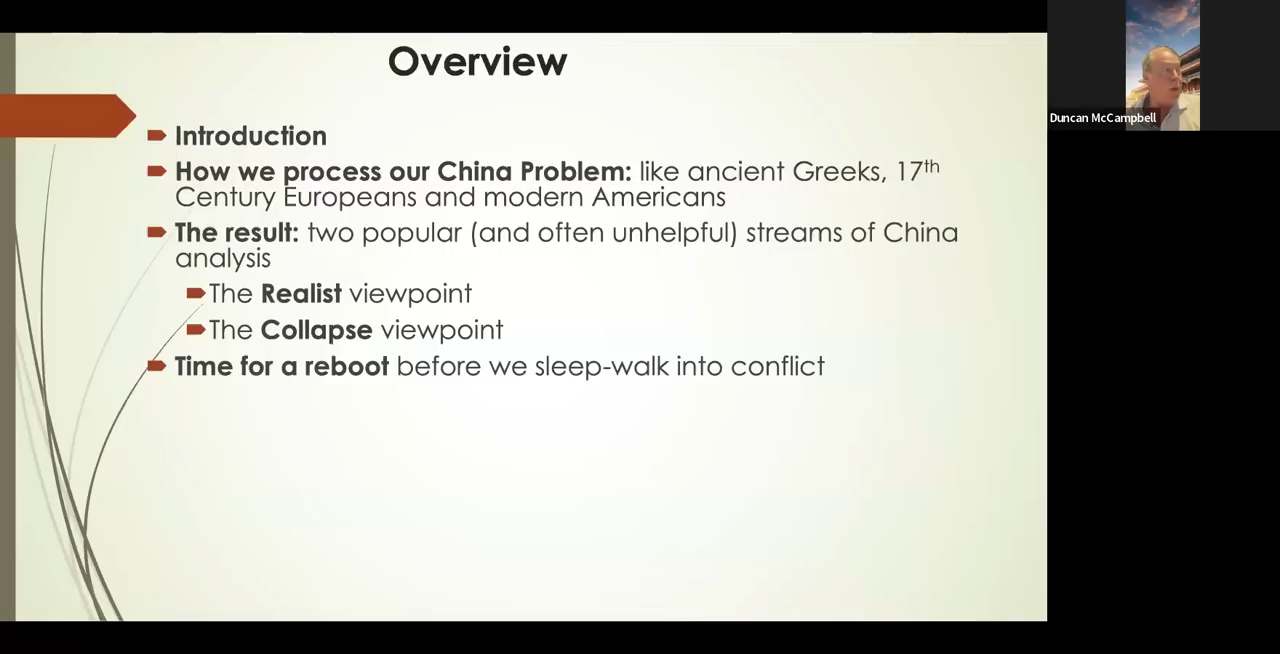 Overview
Introduction
How we process our China Problem: like ancient Greeks, 17th
Century Europeans and modern Americans
The result: two popular (and often unhelpful) streams of China
analysis
The Realist viewpoint
The Collapse viewpoint
Time for a reboot before we sleep-walk into conflict
Duncan McCampbell